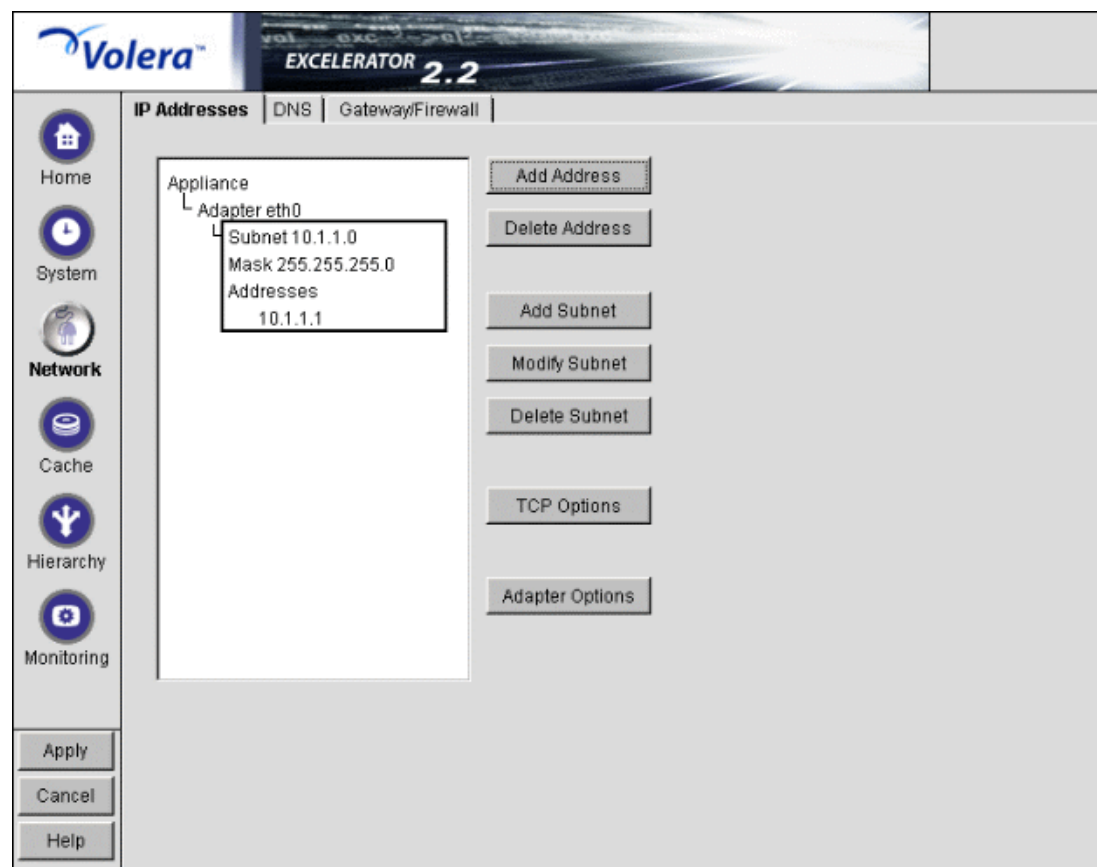 Volera™
EXCELERATOR 2.2
IP Addresses
DNS
Gateway/Firewall
Home
System
Network
Cache
Hierarchy
Monitoring
Appliance
Adapter eth0
Subnet 10.1.1.0
Mask 255.255.255.0
Addresses
10.1.1.1
Add Address
Delete Address
Add Subnet
Modify Subnet
Delete Subnet
TCP Options
Adapter Options
Apply
Cancel
Help